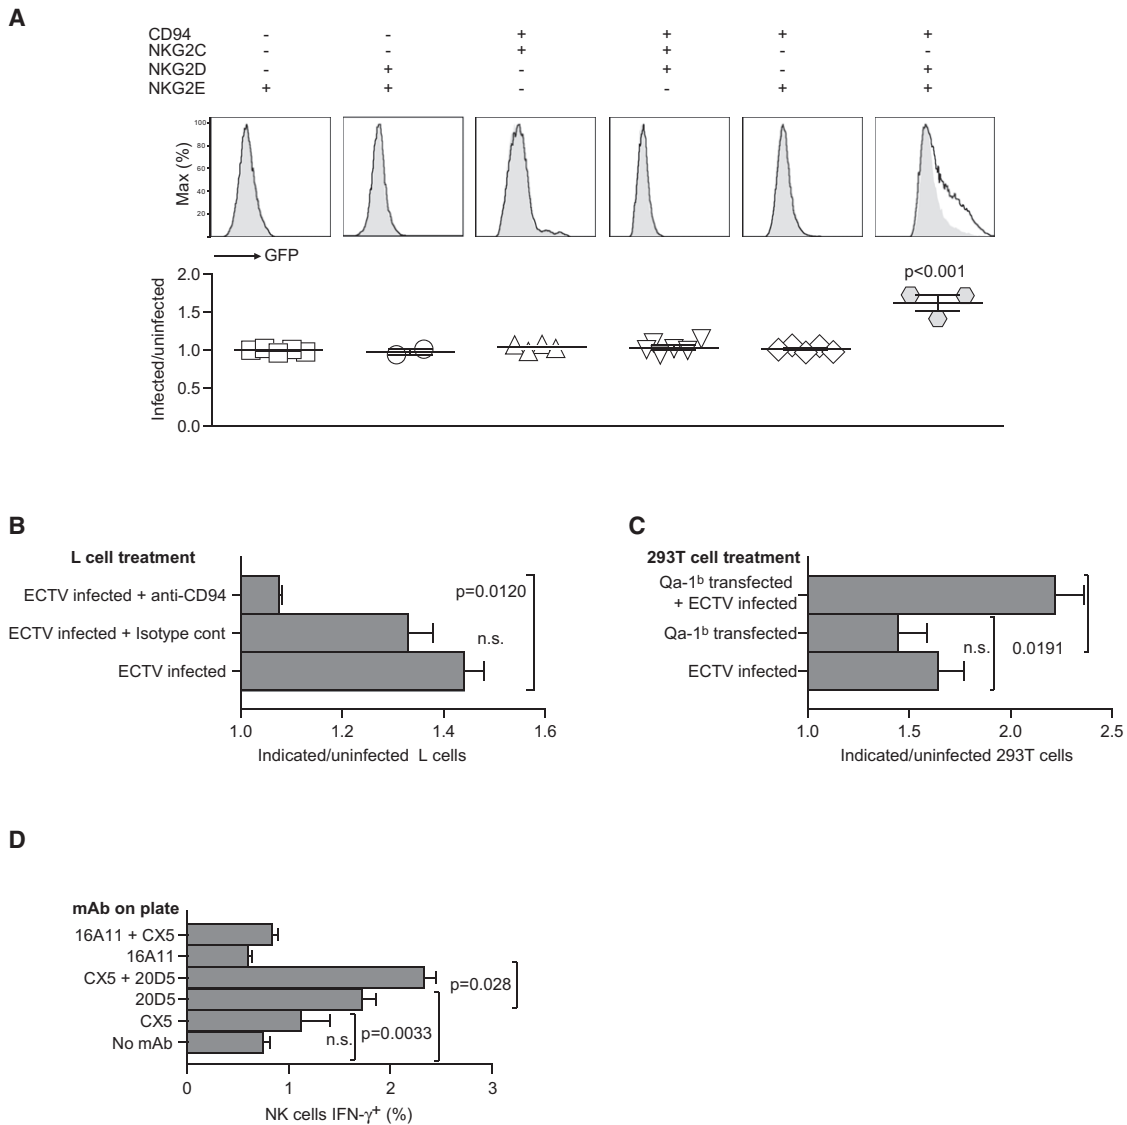 A
CD94 - - + + + +
NKG2C - - + + - -
NKG2D - + - + - +
NKG2E + + - - + +
Max (%)
100
80
60
40
20
GFP
Infected/uninfected
2.0
1.5
1.0
0.5
0.0
p<0.001
B
L cell treatment
ECTV infected + anti-CD94
ECTV infected + Isotype cont
ECTV infected
p=0.0120
n.s.
1.0 1.2 1.4 1.6
Indicated/uninfected L cells
C
293T cell treatment
Qa-1ᵇ transfected
+ ECTV infected
Qa-1ᵇ transfected
ECTV infected
n.s.
0.0191
1.0 1.5 2.0 2.5
Indicated/uninfected 293T cells
D
mAb on plate
16A11 + CX5
16A11
CX5 + 20D5
20D5
CX5
No mAb
p=0.028
n.s.
p=0.0033
0 1 2 3
NK cells IFN-γ⁺ (%)